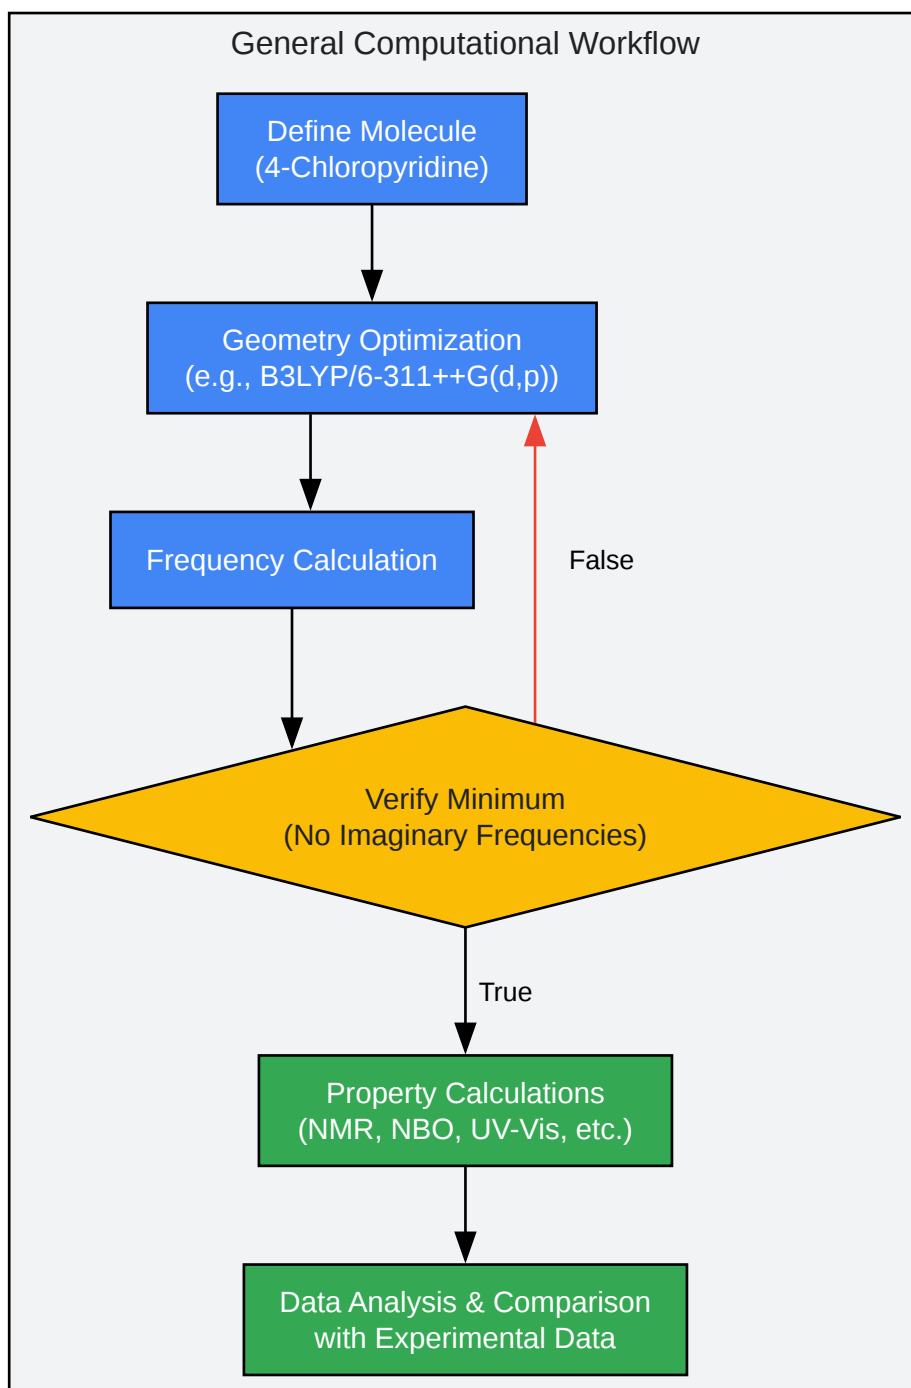 General Computational Workflow
Define Molecule
(4-Chloropyridine)
Geometry Optimization
(e.g., B3LYP/6-311++G(d,p))
Frequency Calculation
False
Verify Minimum
(No Imaginary Frequencies)
True
Property Calculations
(NMR, NBO, UV-Vis, etc.)
Data Analysis & Comparison
with Experimental Data